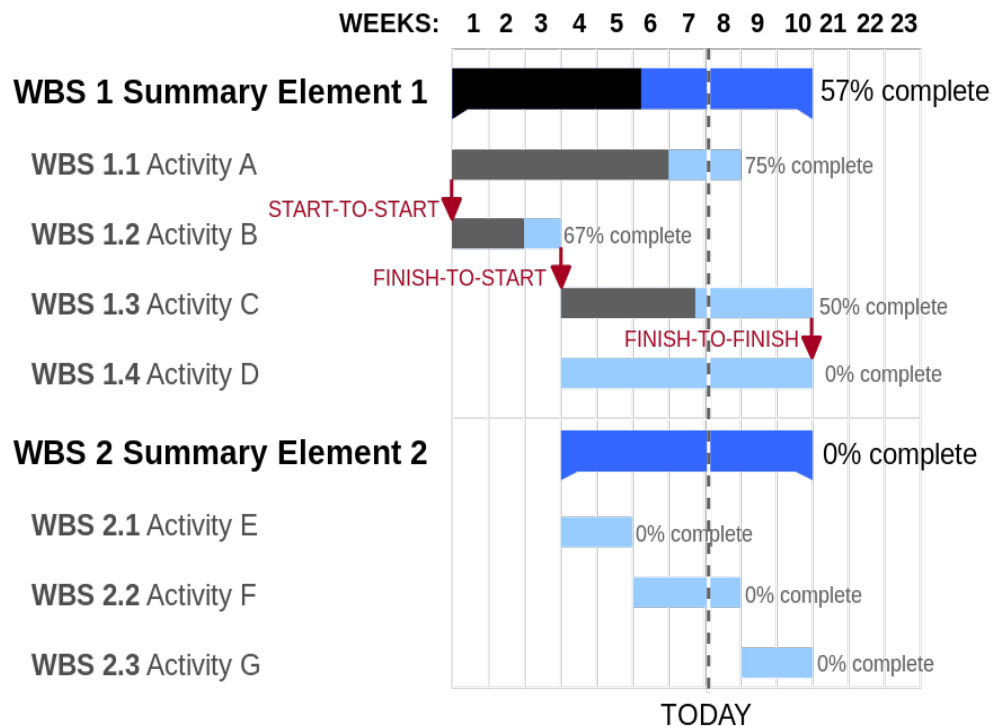 WEEKS: 1 2 3 4 5 6 7 8 9 10 21 22 23
WBS 1 Summary Element 1 57% complete
WBS 1.1 Activity A 75% complete
START-TO-START
WBS 1.2 Activity B 67% complete
FINISH-TO-START
WBS 1.3 Activity C 50% complete
FINISH-TO-FINISH
WBS 1.4 Activity D 0% complete
WBS 2 Summary Element 2 0% complete
WBS 2.1 Activity E 0% complete
WBS 2.2 Activity F 0% complete
WBS 2.3 Activity G 0% complete
TODAY